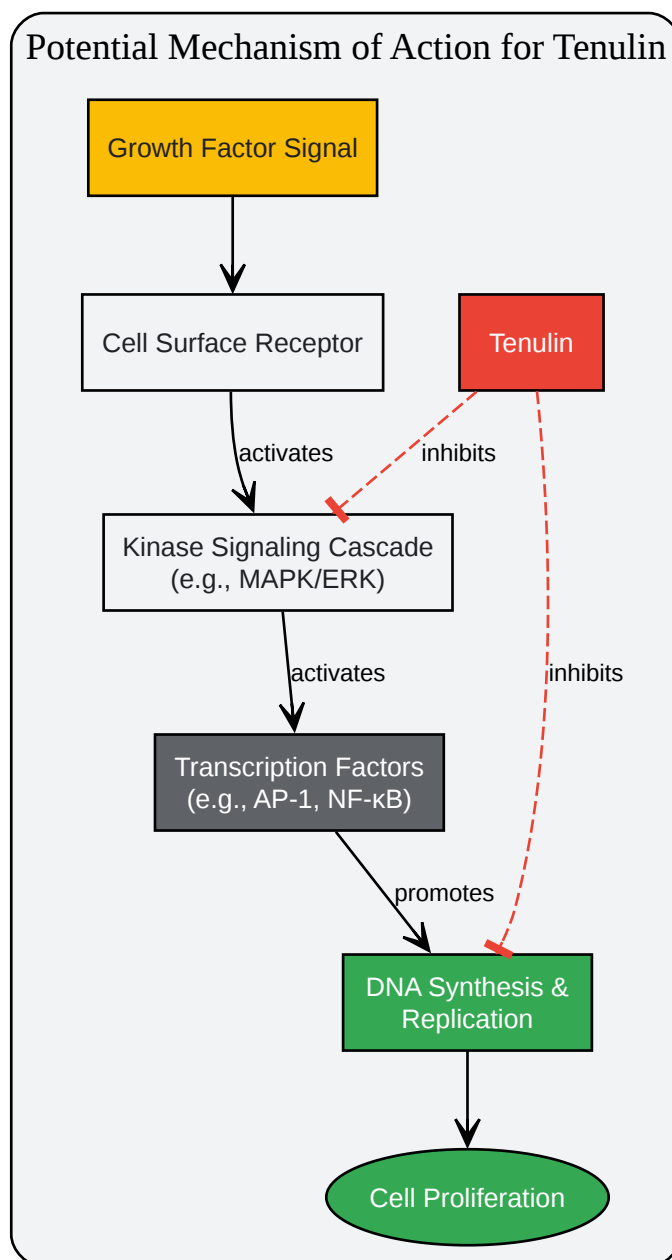 Potential Mechanism of Action for Tenulin
Growth Factor Signal
Cell Surface Receptor
Tenulin
activates
inhibits
Kinase Signaling Cascade
(e.g., MAPK/ERK)
activates
inhibits
Transcription Factors
(e.g., AP-1, NF-κB)
promotes
DNA Synthesis &
Replication
Cell Proliferation